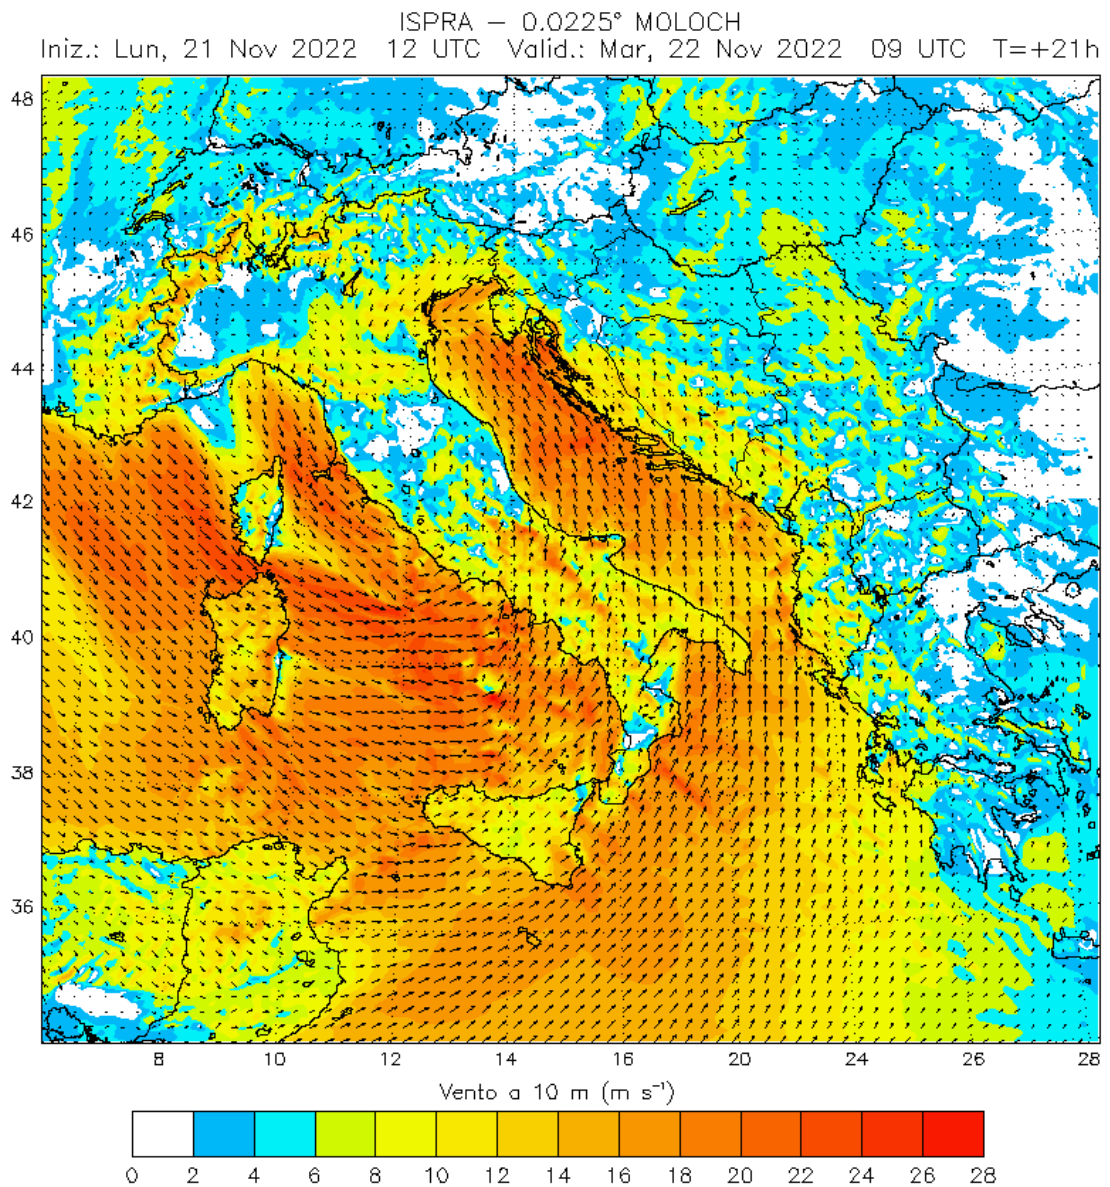 ISPRA – 0.0225° MOLOCH
Iniz.: Lun, 21 Nov 2022 12 UTC Valid.: Mar, 22 Nov 2022 09 UTC T=+21h
48
46
44
42
40
38
36
8 10 12 14 16 18 20 22 24 26 28
Vento a 10 m (m s⁻¹)
0 2 4 6 8 10 12 14 16 18 20 22 24 26 28